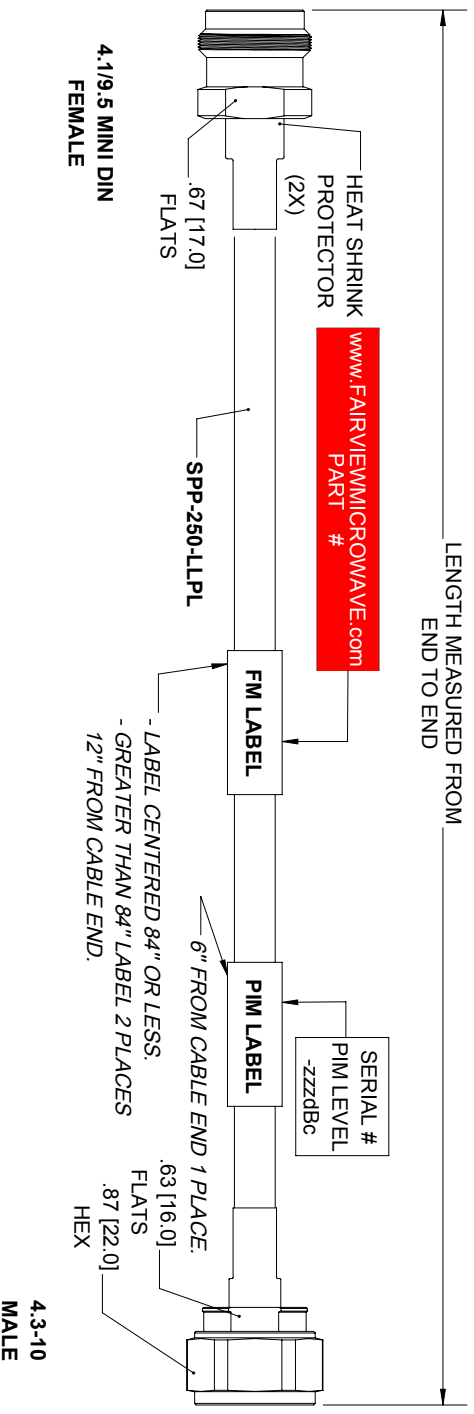 LENGTH MEASURED FROM
END TO END
HEAT SHRINK
PROTECTOR
(2X)
www.FAIRVIEWMICROWAVE.com
PART #
SERIAL #
PIM LEVEL
-zzzdBc
FM LABEL
PIM LABEL
.67 [17.0]
FLATS
4.1/9.5 MINI DIN
FEMALE
SPP-250-LLPL
- LABEL CENTERED 84" OR LESS.
- GREATER THAN 84" LABEL 2 PLACES
12" FROM CABLE END.
6" FROM CABLE END 1 PLACE.
.63 [16.0]
FLATS
.87 [22.0]
HEX
4.3-10
MALE